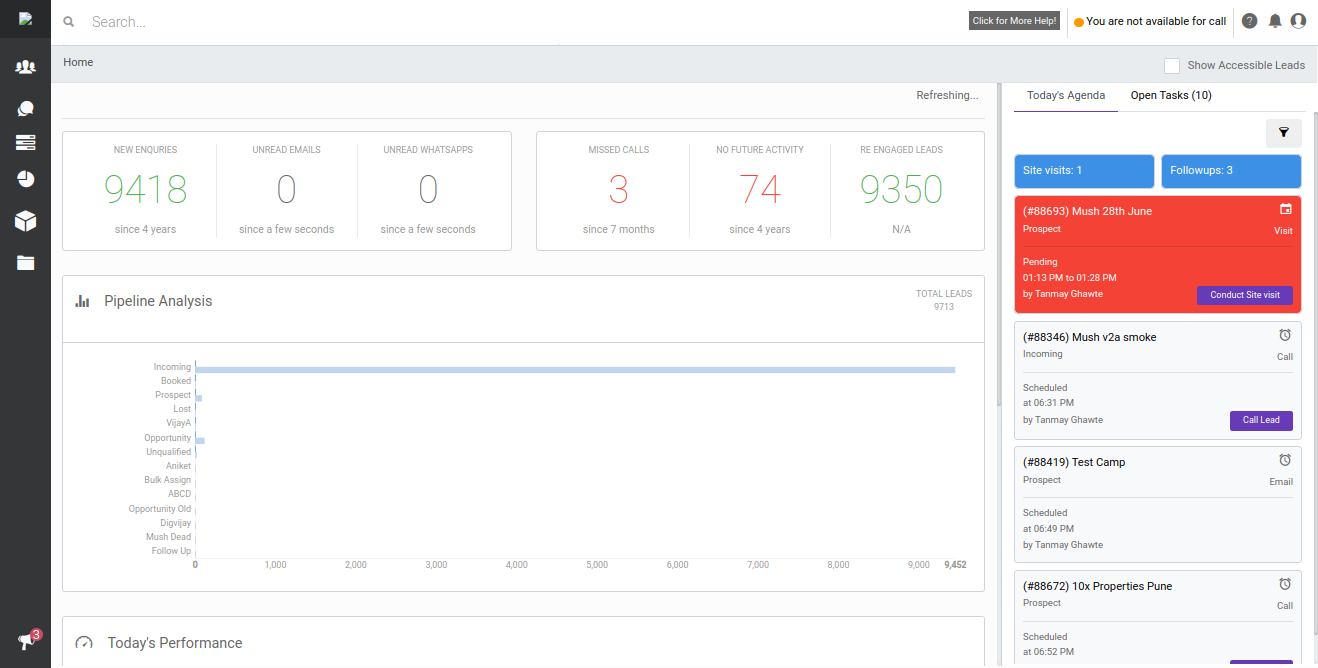 Search...
Click for More Help!
You are not available for call
?
Home
Show Accessible Leads
Refreshing...
NEW ENQURIES
9418
since 4 years
UNREAD EMAILS
0
since a few seconds
UNREAD WHATSAPPS
0
since a few seconds
MISSED CALLS
3
since 7 months
NO FUTURE ACTIVITY
74
since 4 years
RE ENGAGED LEADS
9350
N/A
Pipeline Analysis
TOTAL LEADS
9713
Incoming
Booked
Prospect
Lost
VijayA
Opportunity
Unqualified
Aniket
Bulk Assign
ABCD
Opportunity Old
Digvijay
Mush Dead
Follow Up
0 1,000 2,000 3,000 4,000 5,000 6,000 7,000 8,000 9,000 9,452
Today's Performance
3
Today's Agenda
Open Tasks (10)
Site visits: 1
Followups: 3
(#88693) Mush 28th June
Prospect
Visit
Pending
01:13 PM to 01:28 PM
by Tanmay Ghawte
Conduct Site visit
(#88346) Mush v2a smoke
Incoming
Call
Scheduled
at 06:31 PM
by Tanmay Ghawte
Call Lead
(#88419) Test Camp
Prospect
Email
Scheduled
at 06:49 PM
by Tanmay Ghawte
(#88672) 10x Properties Pune
Prospect
Call
Scheduled
at 06:52 PM